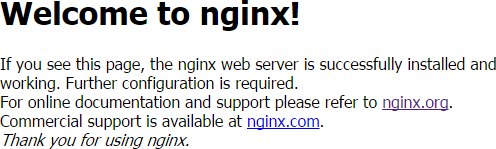 Welcome to nginx!
If you see this page, the nginx web server is successfully installed and
working. Further configuration is required.
For online documentation and support please refer to nginx.org.
Commercial support is available at nginx.com.
Thank you for using nginx.